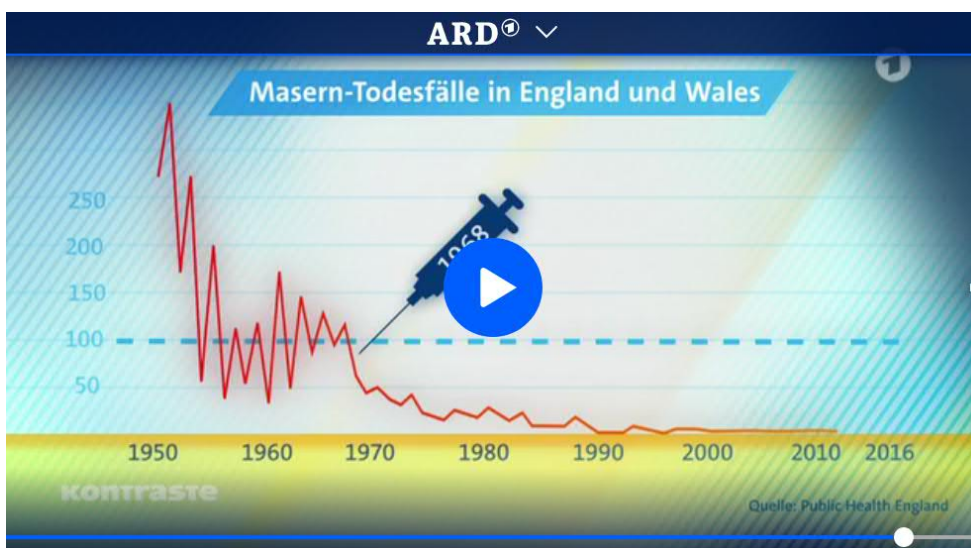 ARD
Masern-Todesfälle in England und Wales
250
200
150
100
50
1968
1950 1960 1970 1980 1990 2000 2010 2016
KONTRASTE
Quelle: Public Health England